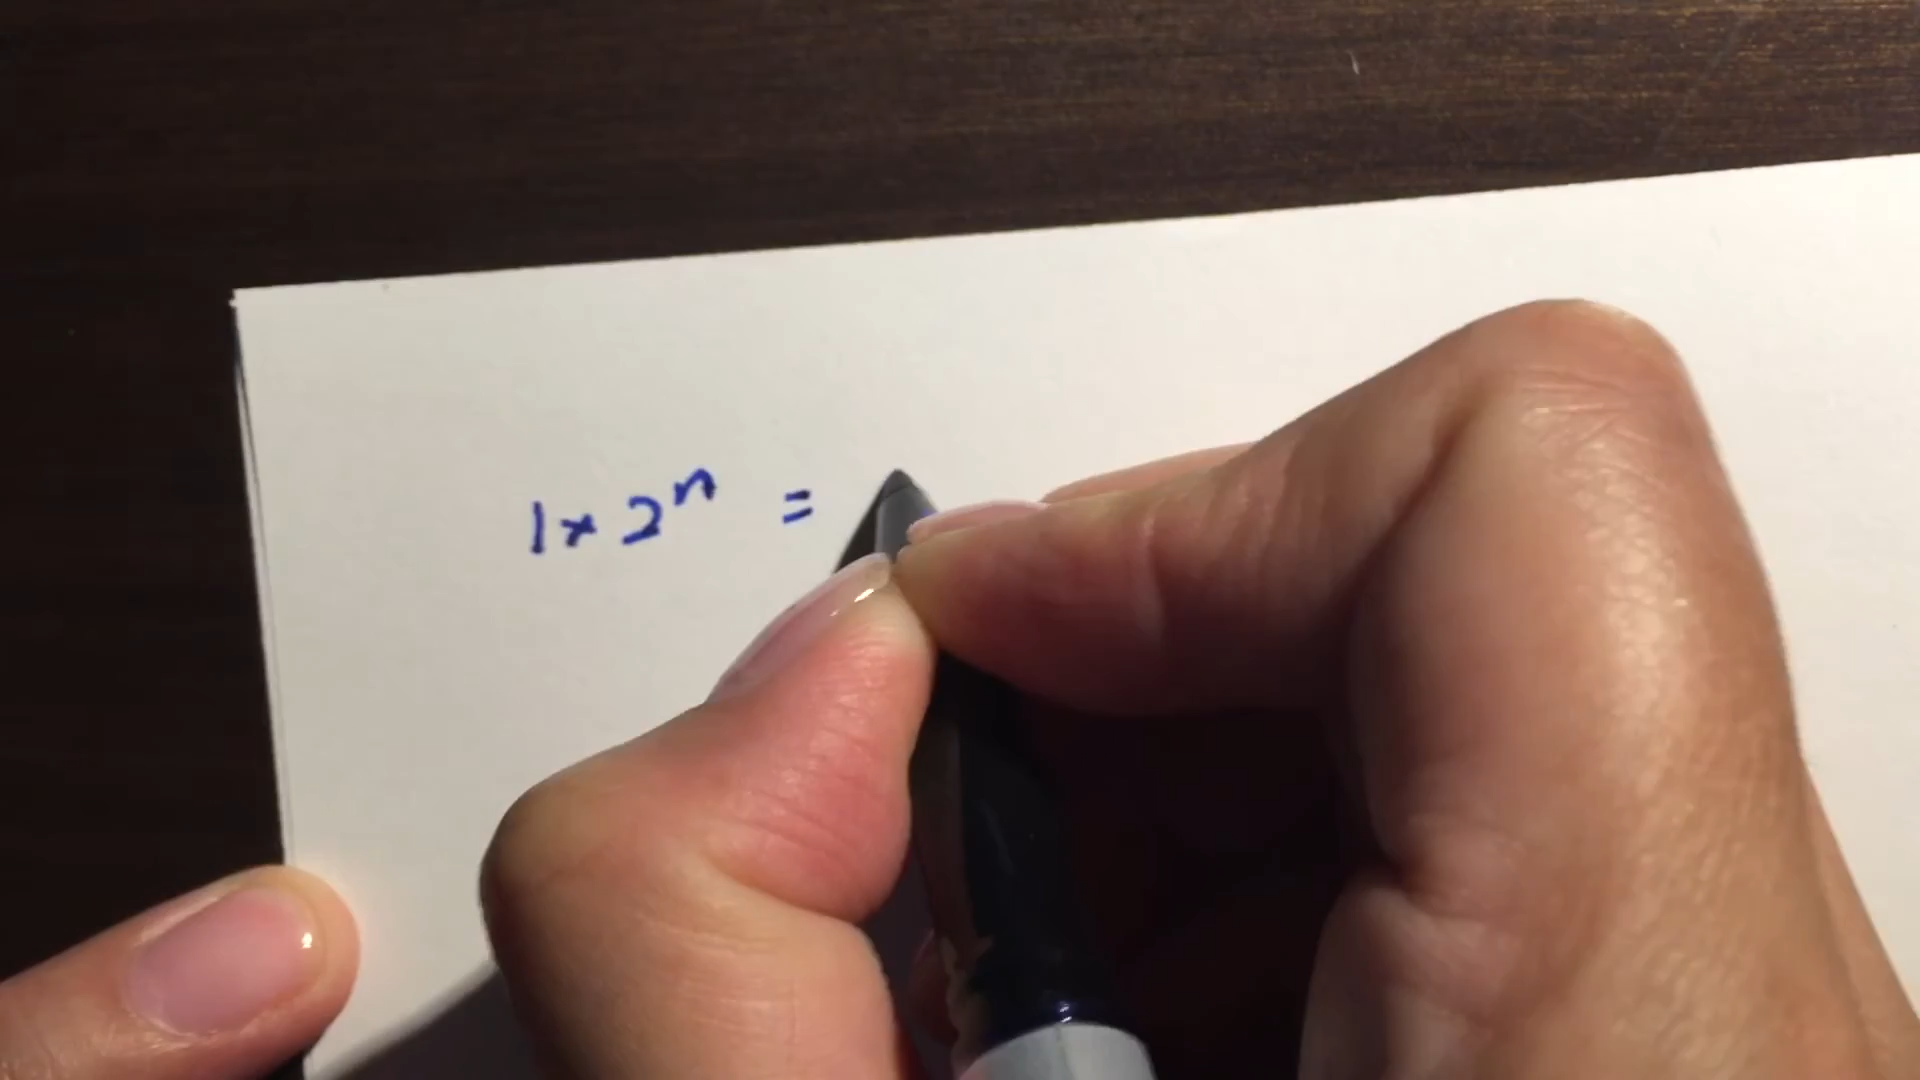 1 × 2ⁿ =